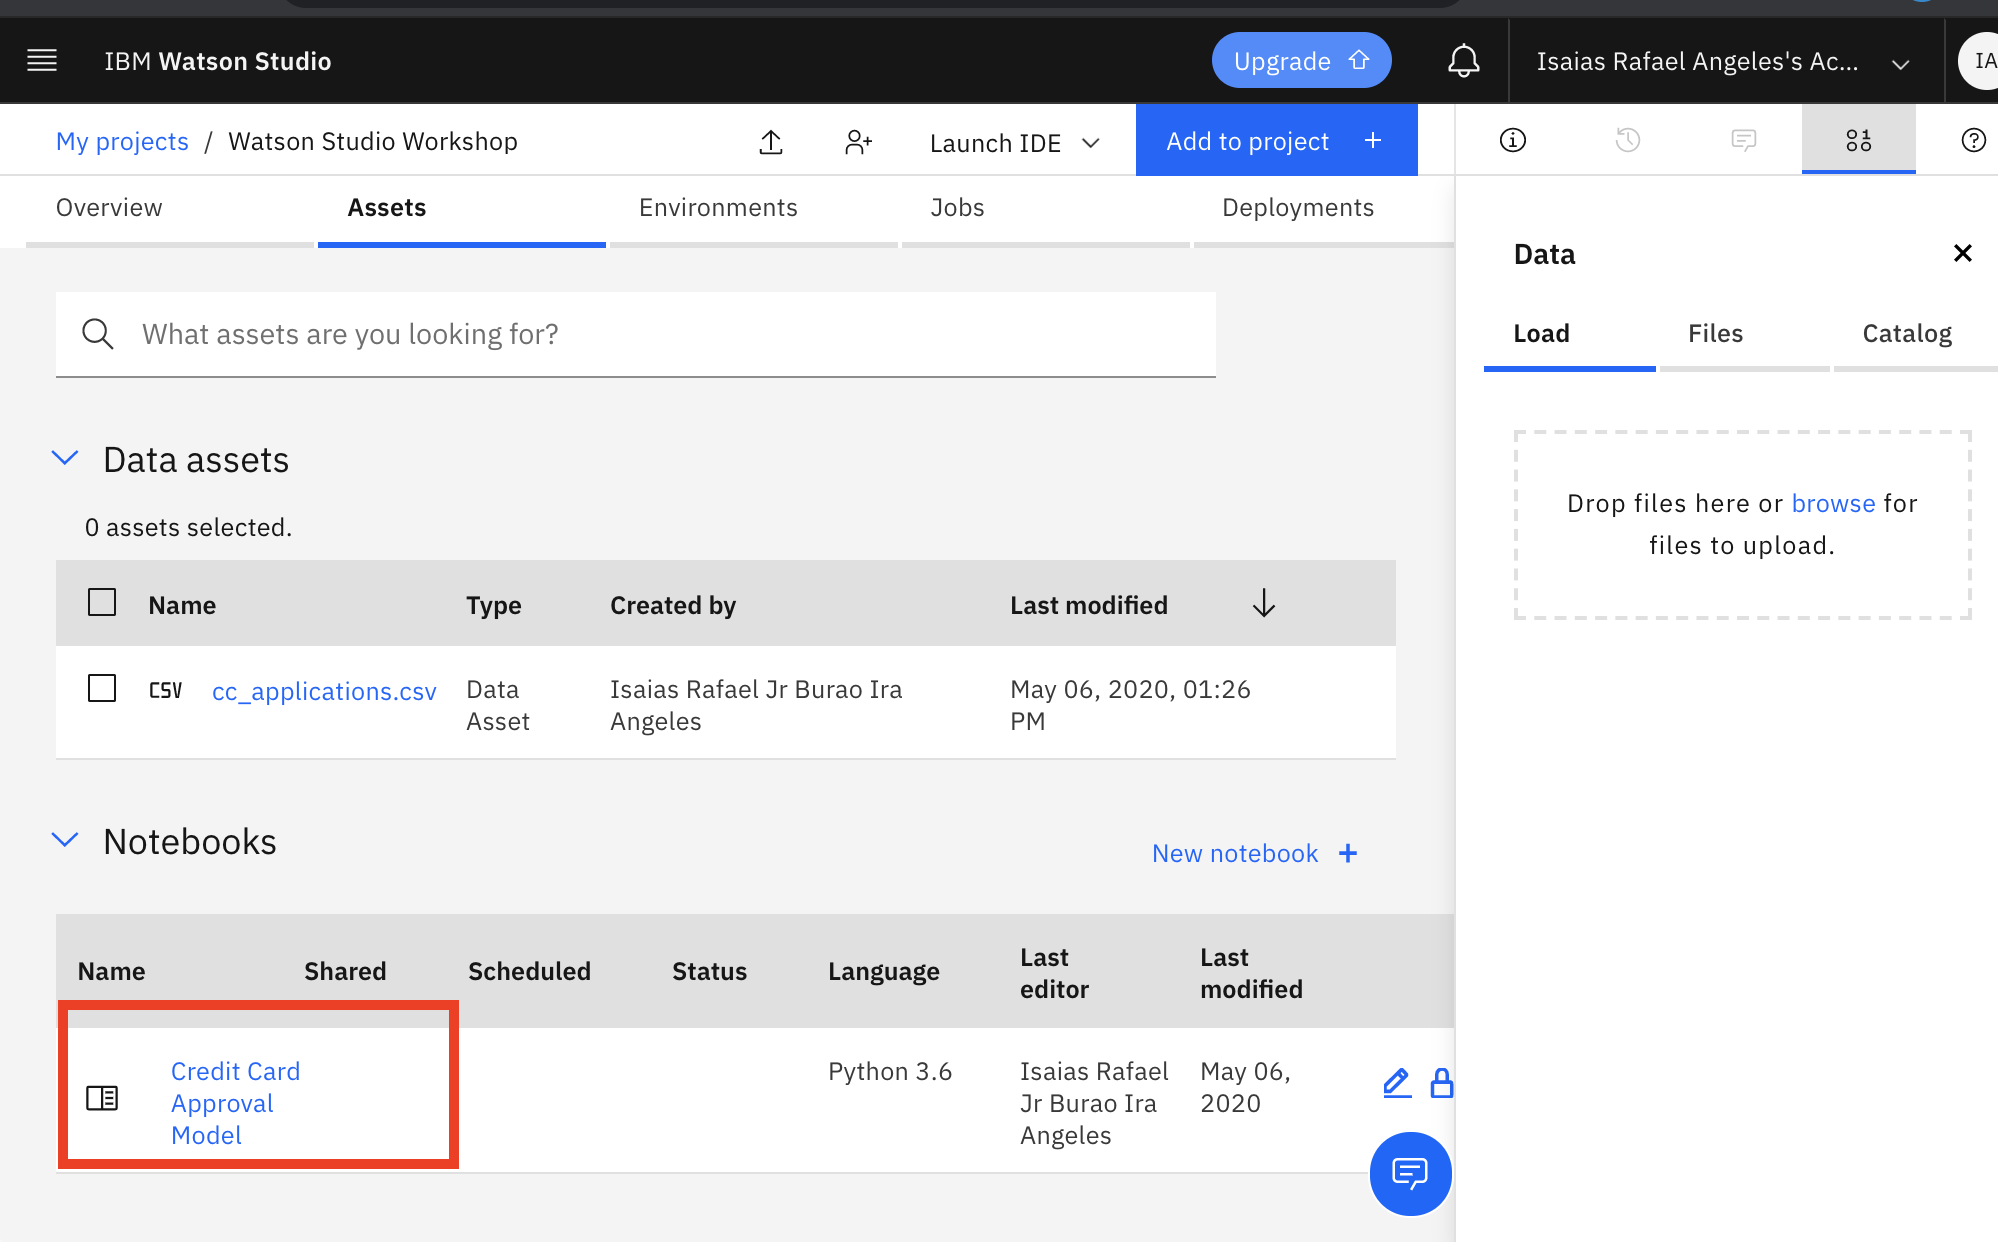 IBM Watson Studio
Upgrade
Isaias Rafael Angeles's Ac...
IA
My projects / Watson Studio Workshop
Launch IDE
Add to project +
Overview
Assets
Environments
Jobs
Deployments
What assets are you looking for?
Data assets
0 assets selected.
Name Type Created by Last modified
CSV cc_applications.csv Data Isaias Rafael Jr Burao Ira May 06, 2020, 01:26
Asset Angeles PM
Notebooks
New notebook +
Name Shared Scheduled Status Language Last Last
editor modified
Credit Card Python 3.6 Isaias Rafael May 06,
Approval Jr Burao Ira 2020
Model Angeles
Data
Load Files Catalog
Drop files here or browse for
files to upload.